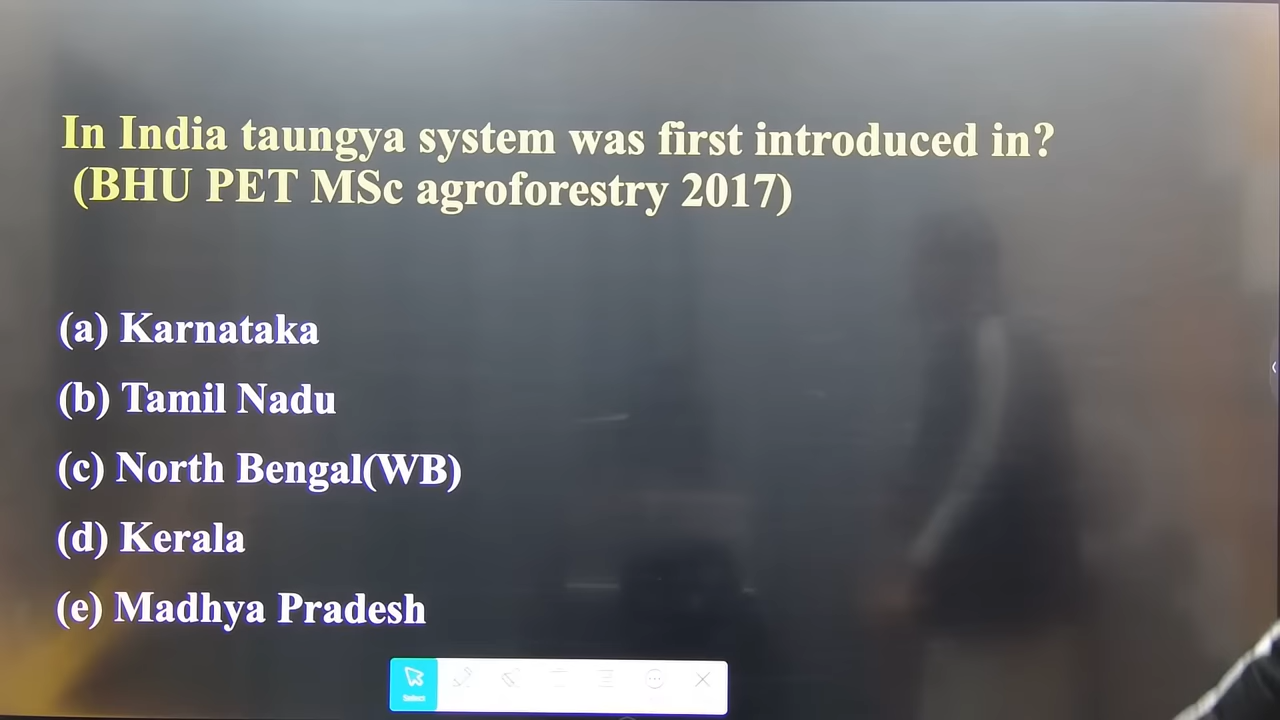 In India taungya system was first introduced in?
(BHU PET MSc agroforestry 2017)
(a) Karnataka
(b) Tamil Nadu
(c) North Bengal(WB)
(d) Kerala
(e) Madhya Pradesh
Select